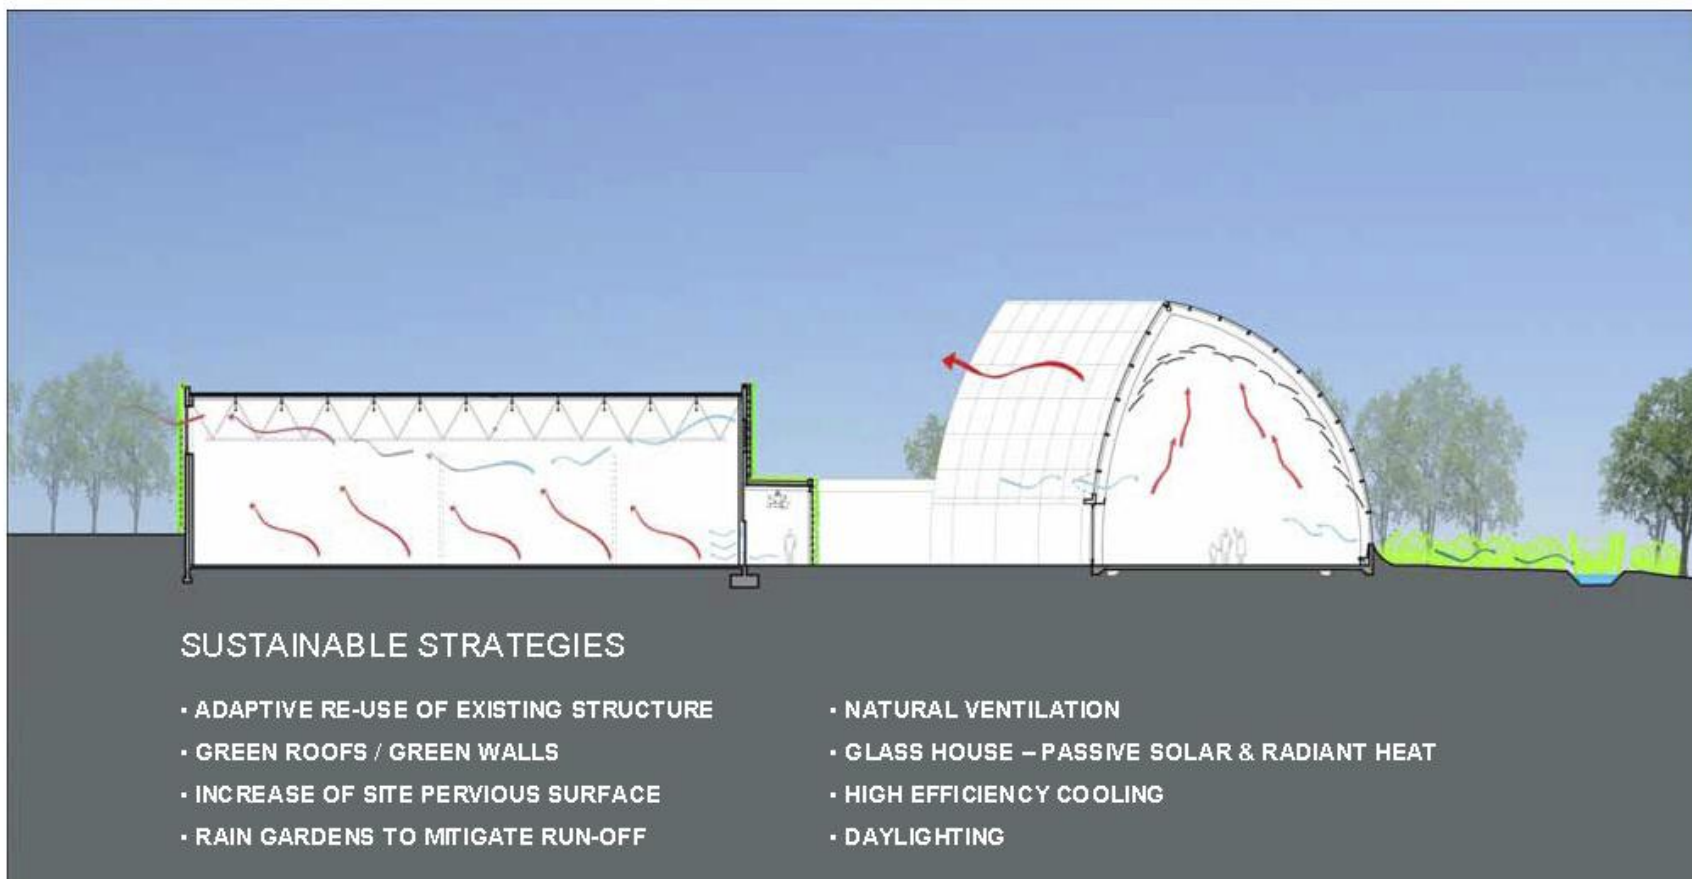 SUSTAINABLE STRATEGIES
· ADAPTIVE RE-USE OF EXISTING STRUCTURE
· GREEN ROOFS / GREEN WALLS
· INCREASE OF SITE PERVIOUS SURFACE
· RAIN GARDENS TO MITIGATE RUN-OFF
· NATURAL VENTILATION
· GLASS HOUSE – PASSIVE SOLAR & RADIANT HEAT
· HIGH EFFICIENCY COOLING
· DAYLIGHTING